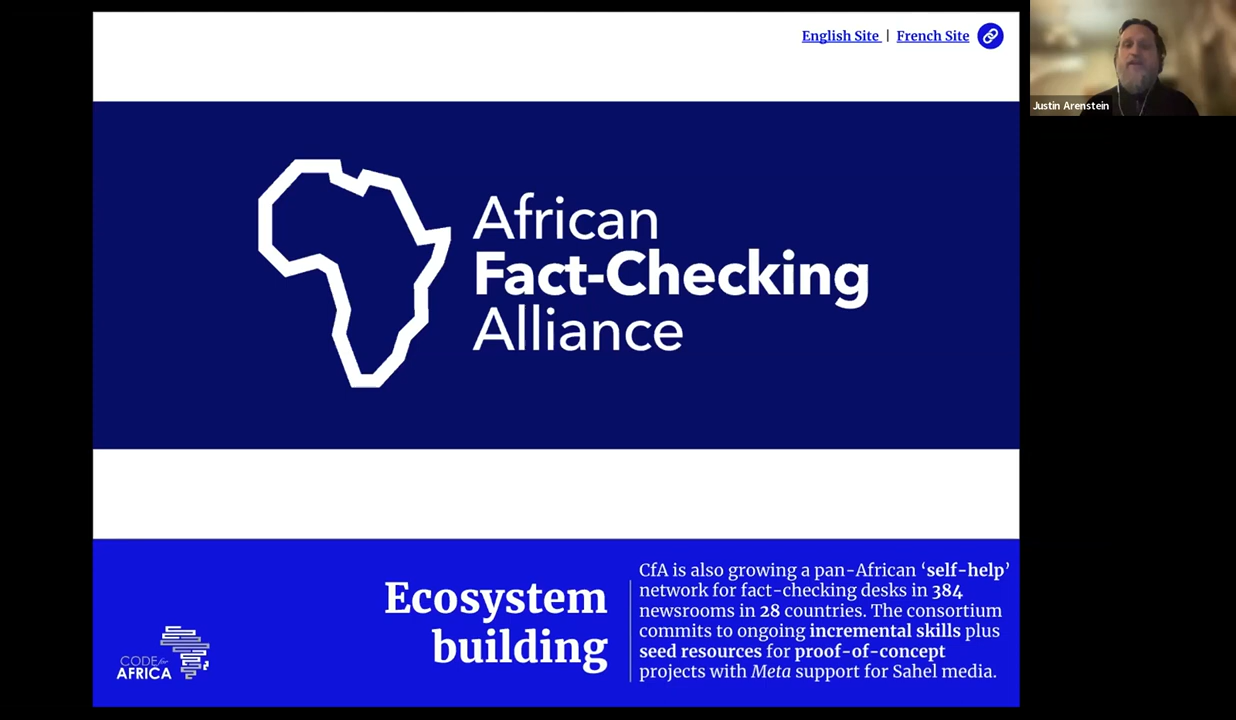 English Site | French Site
Justin Arenstein
African
Fact-Checking
Alliance
Ecosystem
building
CfA is also growing a pan-African ‘self-help’
network for fact-checking desks in 384
newsrooms in 28 countries. The consortium
commits to ongoing incremental skills plus
seed resources for proof-of-concept
projects with Meta support for Sahel media.
CODE for
AFRICA